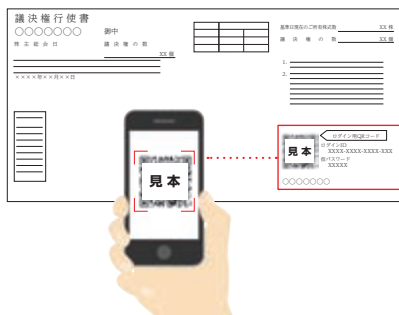 議決権行使書
○○○○○○○ 御中
株主総会日 議決権の数 XX 個
××××年××月××日
基準日現在のご所有株式数 XX 株
議決権の数 XX 個
1.
2.
ログイン用QRコード
見本
ログインID
XXXX-XXXX-XXXX-XXX
仮パスワード
XXXXX
○○○○○○○
見本